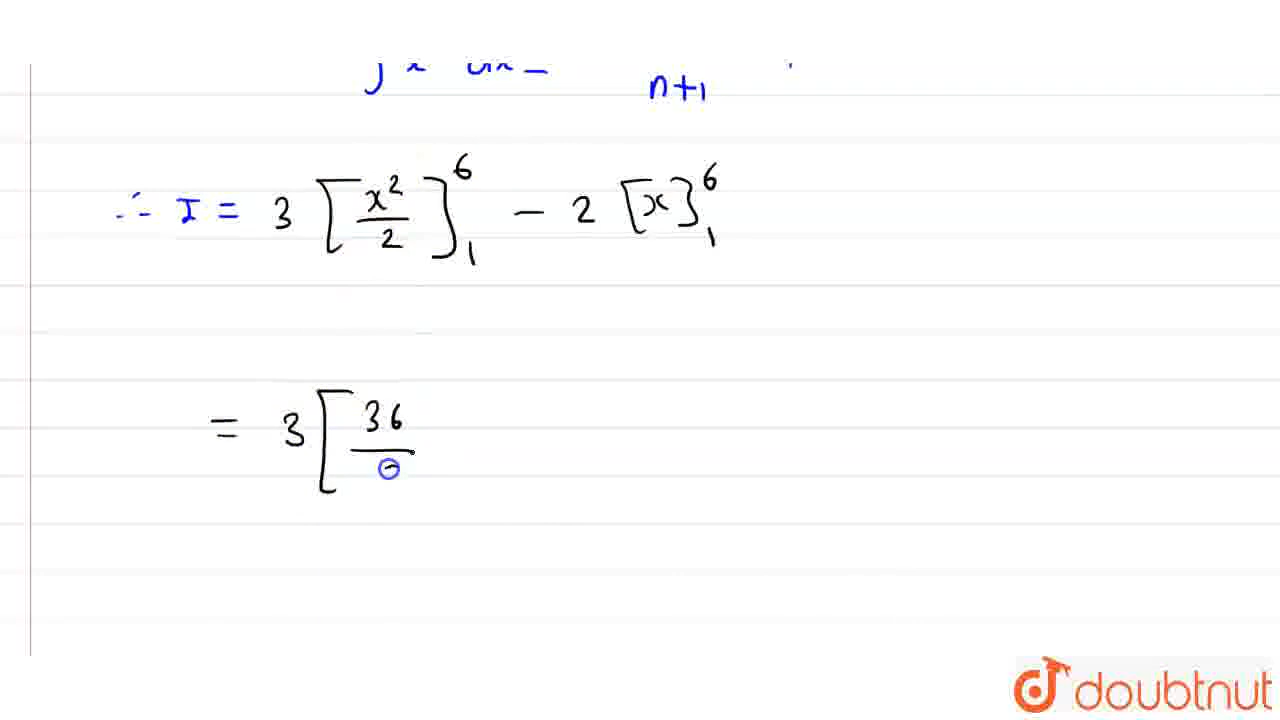 n+1
∴ I = 3 [x²/2]₁⁶ − 2 [x]₁⁶
= 3 [36/
doubtnut